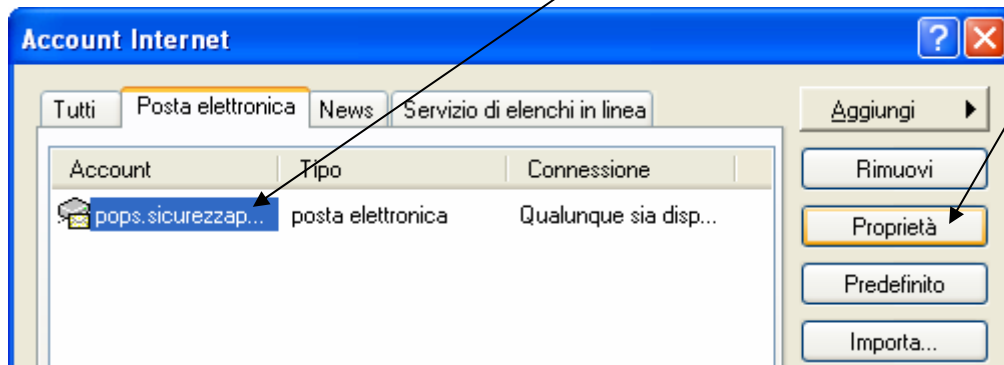 Account Internet
Tutti Posta elettronica News Servizio di elenchi in linea
Aggiungi
Account Tipo Connessione
Rimuovi
pops.sicurezzap... posta elettronica Qualunque sia disp...
Proprietà
Predefinito
Importa...